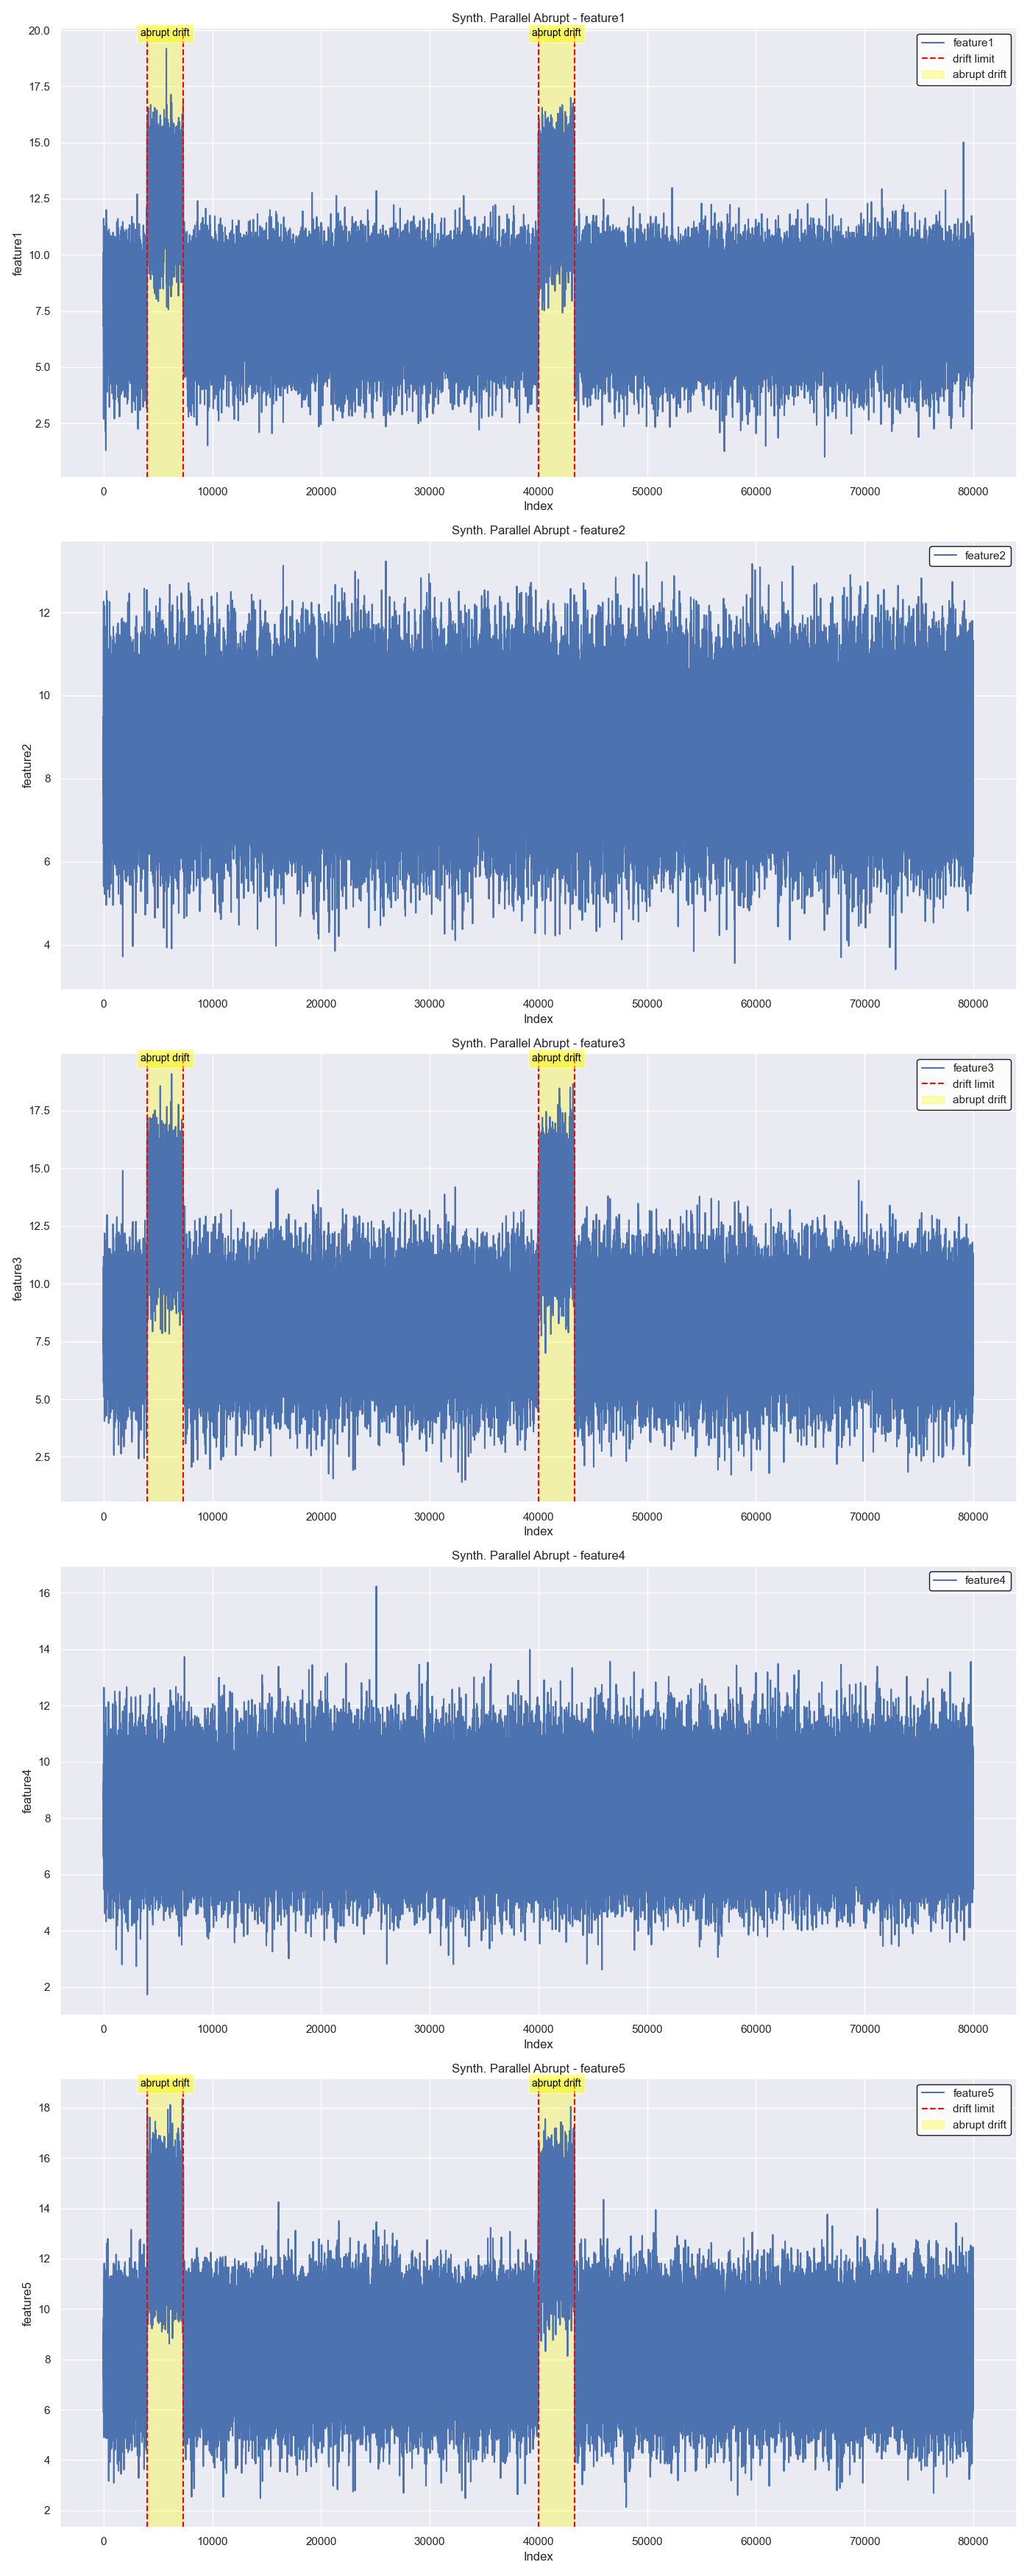 Synth. Parallel Abrupt - feature1
abrupt drift
abrupt drift
feature1
drift limit
abrupt drift
20.0
17.5
15.0
12.5
10.0
7.5
5.0
2.5
feature1
0 10000 20000 30000 40000 50000 60000 70000 80000
Index
Synth. Parallel Abrupt - feature2
feature2
12
10
8
6
4
feature2
0 10000 20000 30000 40000 50000 60000 70000 80000
Index
Synth. Parallel Abrupt - feature3
abrupt drift
abrupt drift
feature3
drift limit
abrupt drift
17.5
15.0
12.5
10.0
7.5
5.0
2.5
feature3
0 10000 20000 30000 40000 50000 60000 70000 80000
Index
Synth. Parallel Abrupt - feature4
feature4
16
14
12
10
8
6
4
2
feature4
0 10000 20000 30000 40000 50000 60000 70000 80000
Index
Synth. Parallel Abrupt - feature5
abrupt drift
abrupt drift
feature5
drift limit
abrupt drift
18
16
14
12
10
8
6
4
2
feature5
0 10000 20000 30000 40000 50000 60000 70000 80000
Index